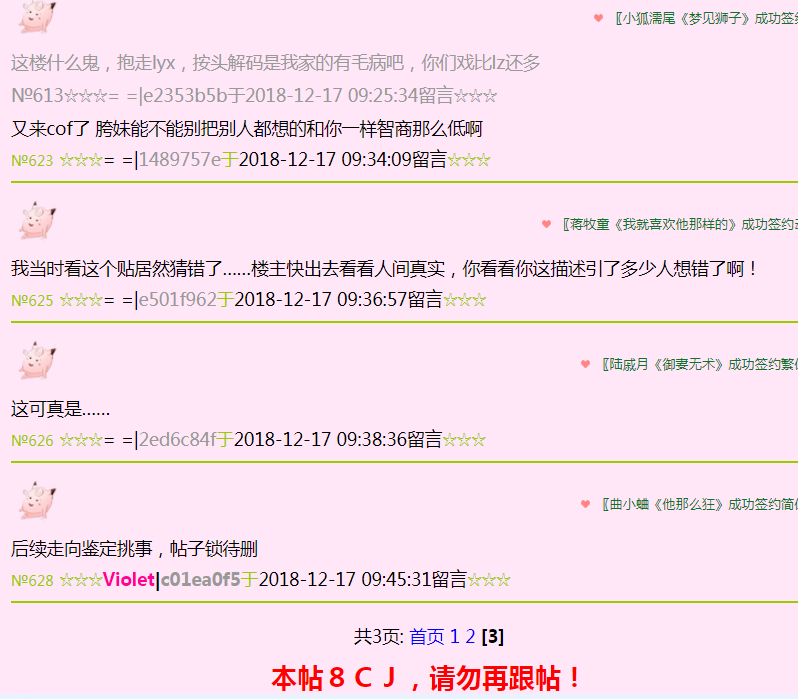 ♥ 〖小狐濡尾《梦见狮子》成功签约
这楼什么鬼，抱走lyx，按头解码是我家的有毛病吧，你们戏比lz还多
№613☆☆☆= =|e2353b5b于2018-12-17 09:25:34留言☆☆☆
又来cof了 胯妹能不能别把别人都想的和你一样智商那么低啊
№623 ☆☆☆= =|1489757e于2018-12-17 09:34:09留言☆☆☆
♥ 〖蒋牧童《我就喜欢他那样的》成功签约
我当时看这个贴居然猜错了……楼主快出去看看人间真实，你看看你这描述引了多少人想错了啊！
№625 ☆☆☆= =|e501f962于2018-12-17 09:36:57留言☆☆☆
♥ 〖陆戚月《御妻无术》成功签约繁
这可真是……
№626 ☆☆☆= =|2ed6c84f于2018-12-17 09:38:36留言☆☆☆
♥ 〖曲小蛐《他那么狂》成功签约简
后续走向鉴定挑事，帖子锁待删
№628 ☆☆☆Violet|c01ea0f5于2018-12-17 09:45:31留言☆☆☆
共3页: 首页 1 2 [3]
本帖８ＣＪ，请勿再跟帖！